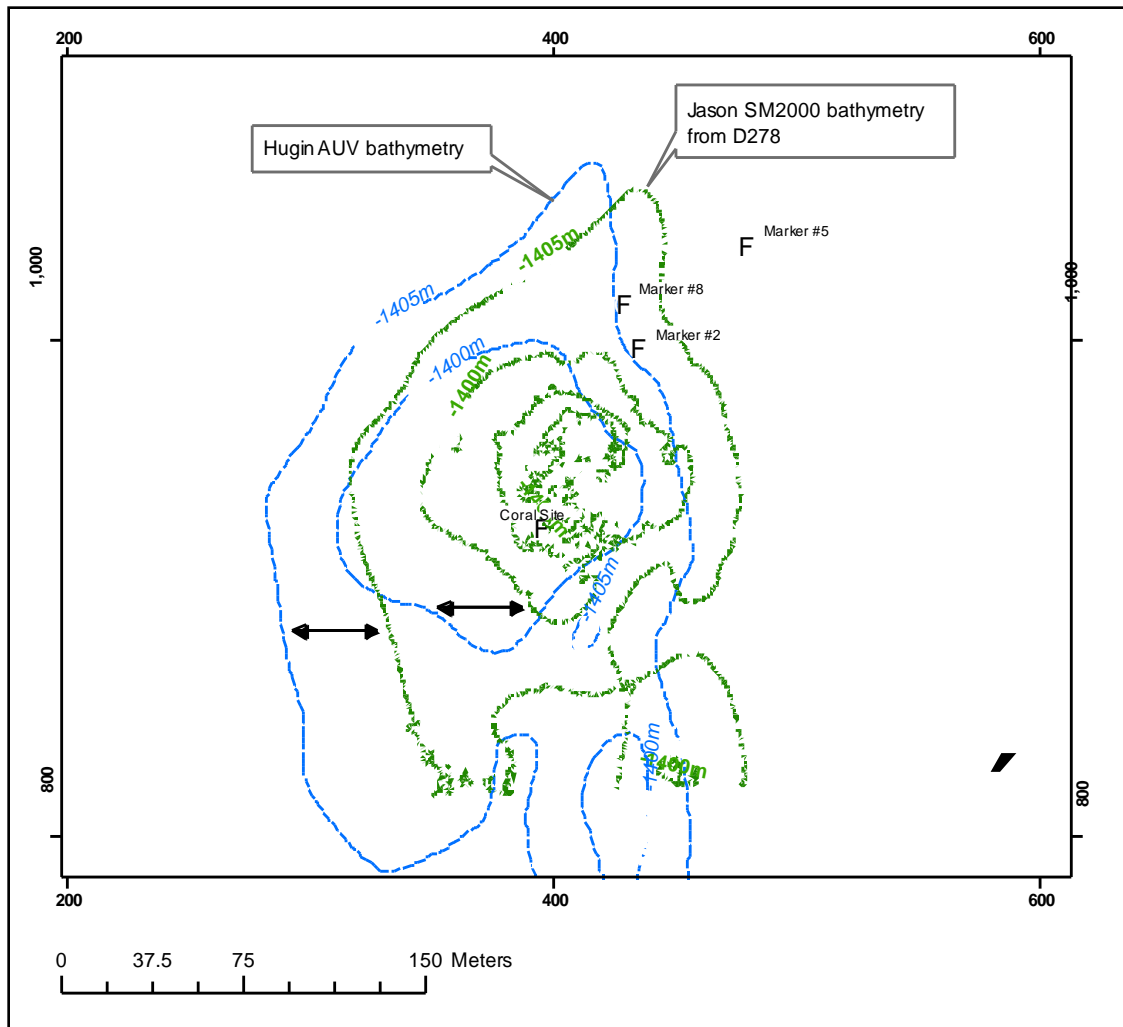 200
400
600
Jason SM2000 bathymetry
from D278
Hugin AUV bathymetry
Marker #5
F
1,000
1,000
-1405m
-1405m
Marker #8
F
Marker #2
F
-1400m
-1400m
Coral Site
F
-1405m
-1400m
800
800
200
400
600
0
37.5
75
150 Meters